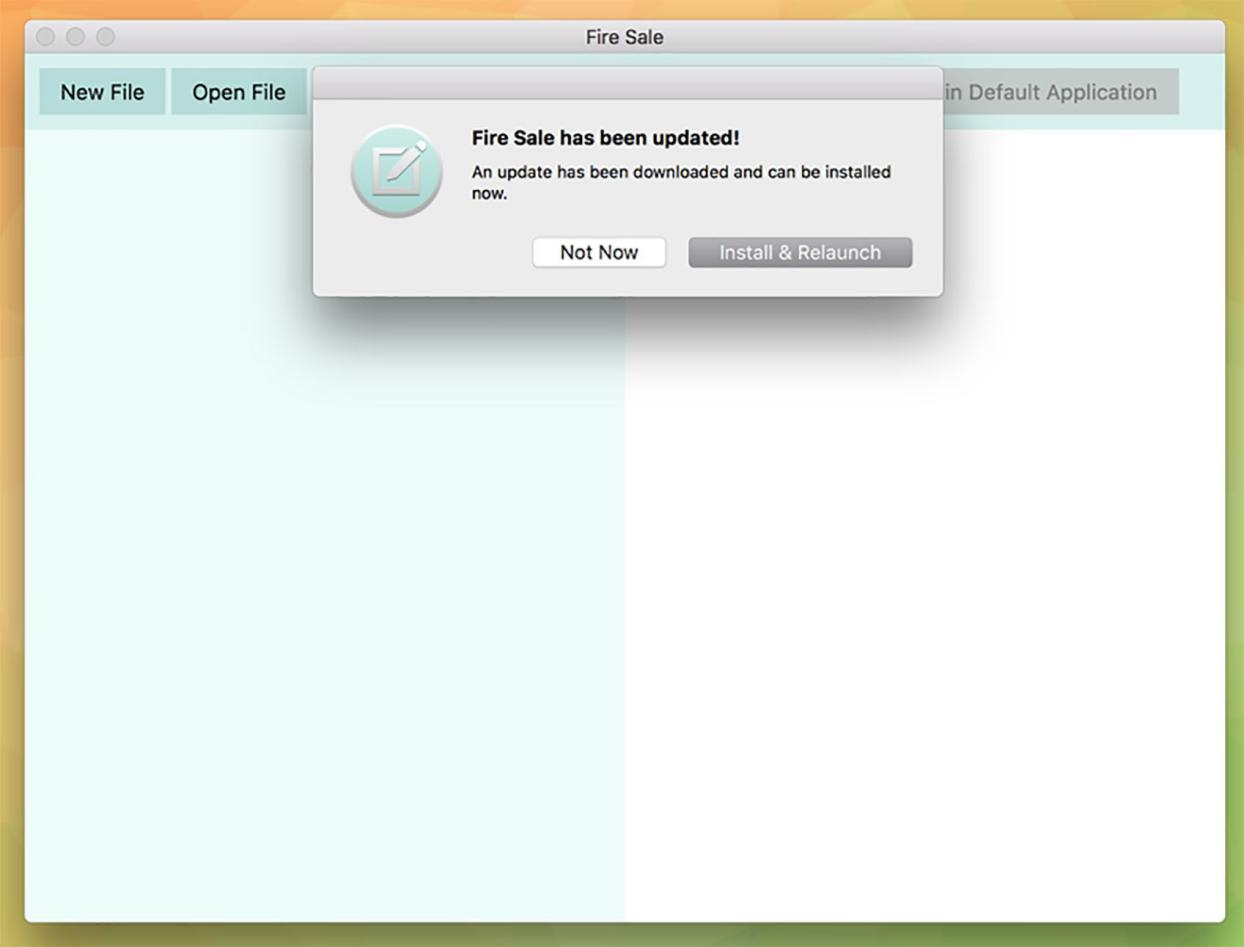 Fire Sale
New File
Open File
in Default Application
Fire Sale has been updated!
An update has been downloaded and can be installed
now.
Not Now
Install & Relaunch